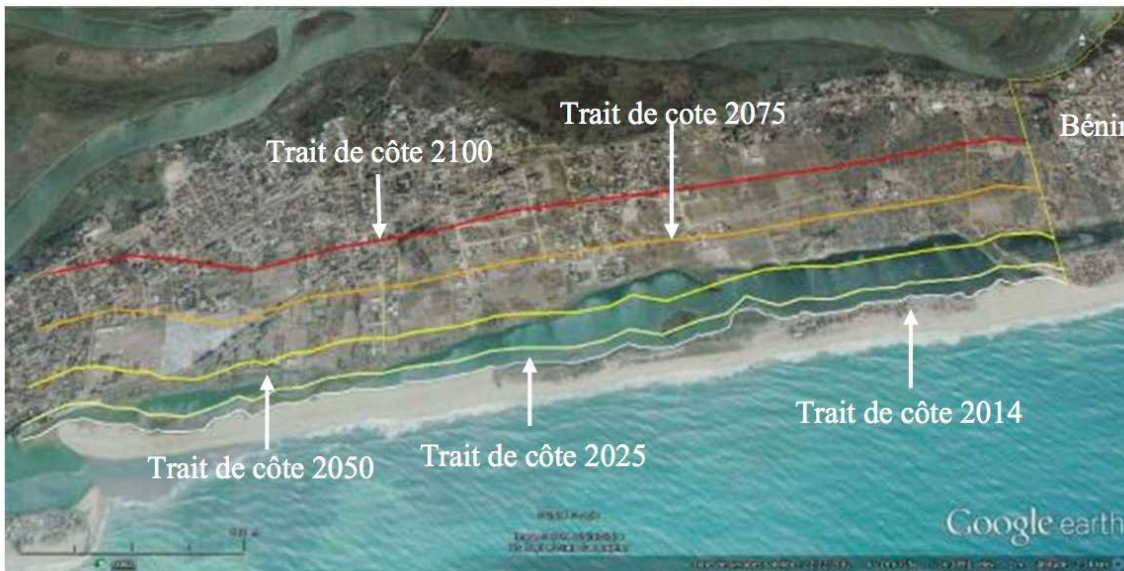 Trait de cote 2075
Bénin
Trait de côte 2100
Trait de côte 2014
Trait de côte 2025
Trait de côte 2050
Google earth